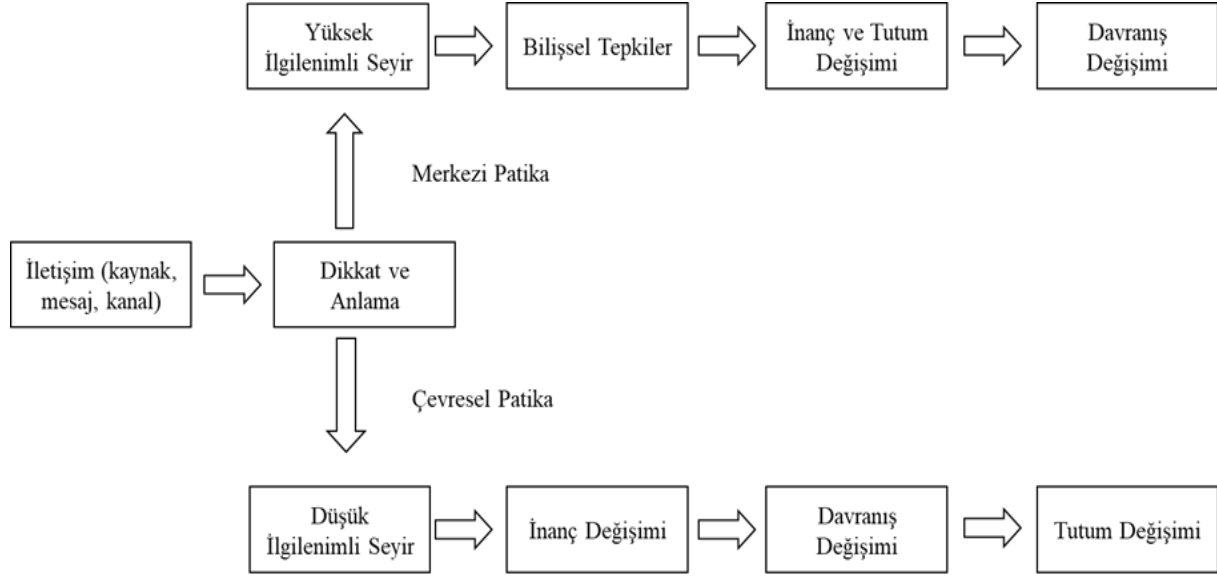 Yüksek
İlgilenimli Seyir
Bilişsel Tepkiler
İnanç ve Tutum
Değişimi
Davranış
Değişimi
Merkezi Patika
İletişim (kaynak,
mesaj, kanal)
Dikkat ve
Anlama
Çevresel Patika
Düşük
İlgilenimli Seyir
İnanç Değişimi
Davranış
Değişimi
Tutum Değişimi